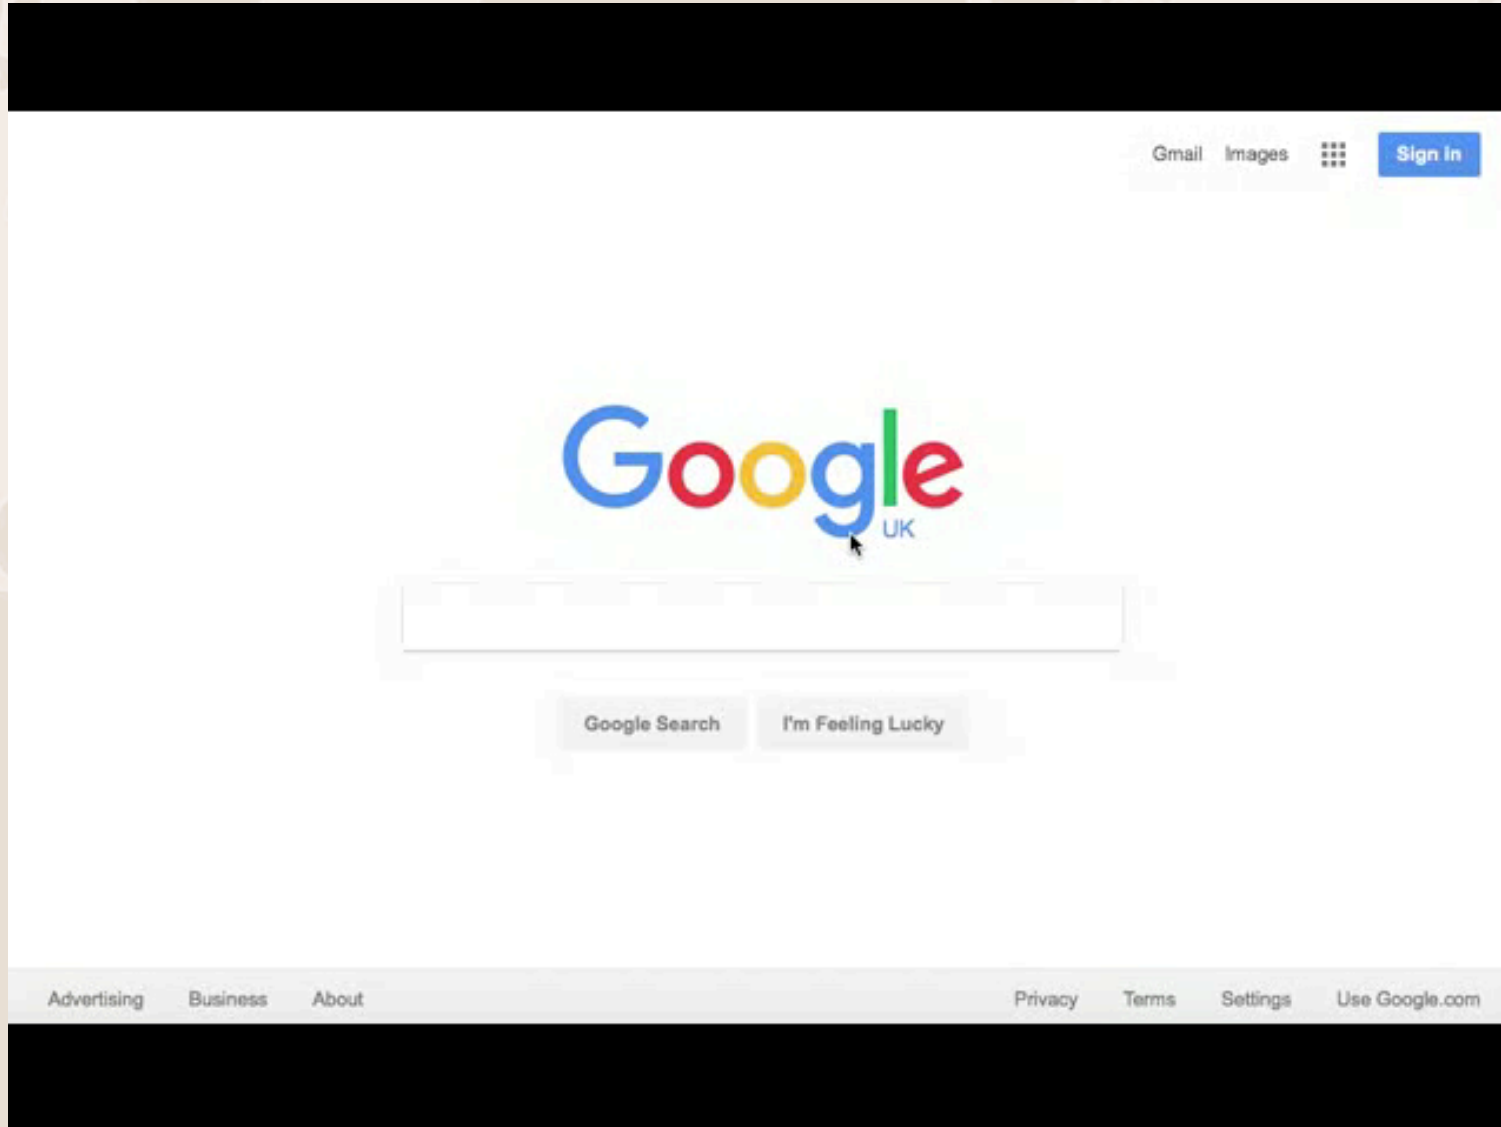 Gmail Images Sign in
Google
UK
Google Search I'm Feeling Lucky
Advertising Business About Privacy Terms Settings Use Google.com